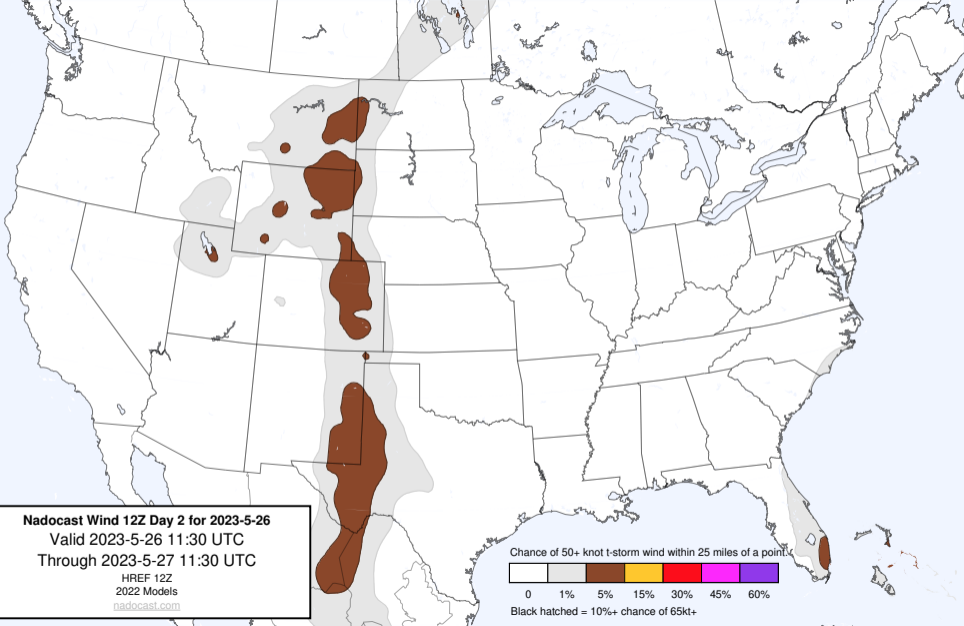 Nadocast Wind 12Z Day 2 for 2023-5-26
Valid 2023-5-26 11:30 UTC
Through 2023-5-27 11:30 UTC
HREF 12Z
2022 Models
nadocast.com
Chance of 50+ knot t-storm wind within 25 miles of a point.
0 1% 5% 15% 30% 45% 60%
Black hatched = 10%+ chance of 65kt+